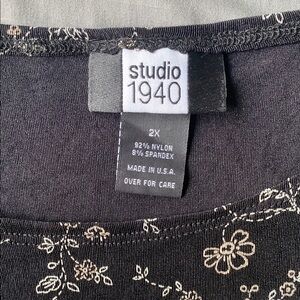 studio
1940
2X
92% NYLON
8% SPANDEX
MADE IN U.S.A.
OVER FOR CARE